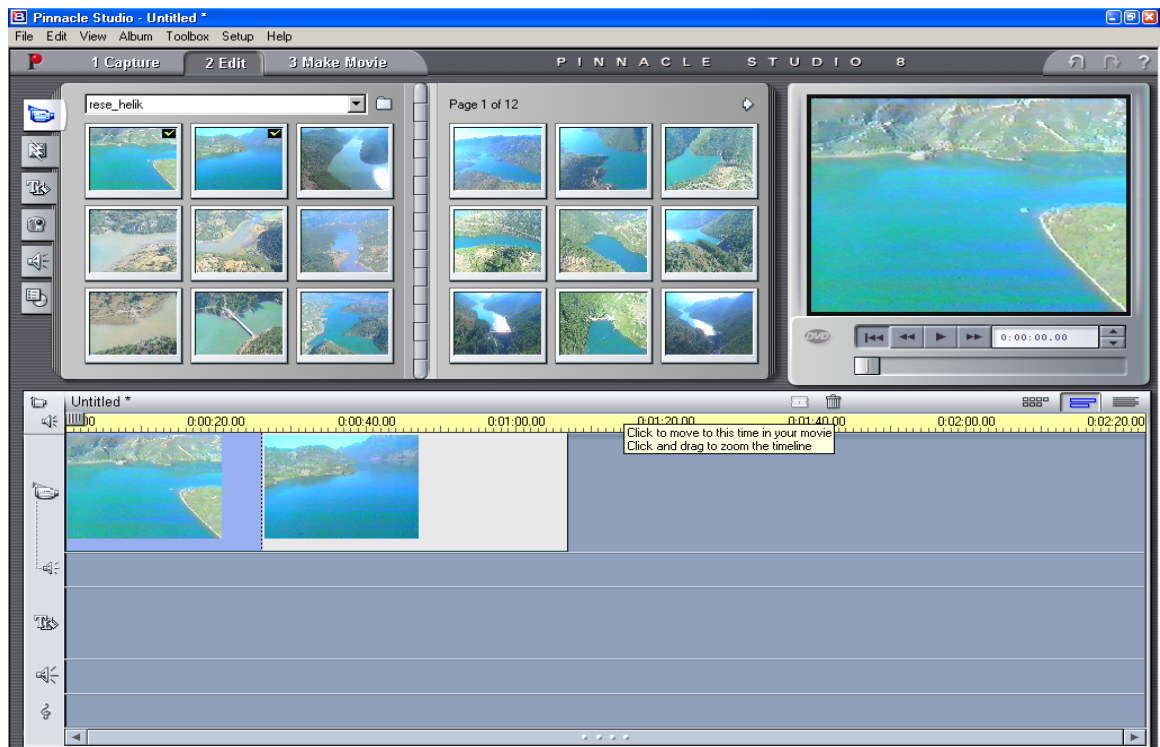 Pinnacle Studio - Untitled *
File Edit View Album Toolbox Setup Help
1 Capture 2 Edit 3 Make Movie PINNACLE STUDIO 8 ?
rese_helik
Page 1 of 12
DVD
0:00:00.00
Untitled *
0:00:20.00 0:00:40.00 0:01:00.00 0:01:20.00 0:01:40.00 0:02:00.00 0:02:20.00
Click to move to this time in your movie
Click and drag to zoom the timeline